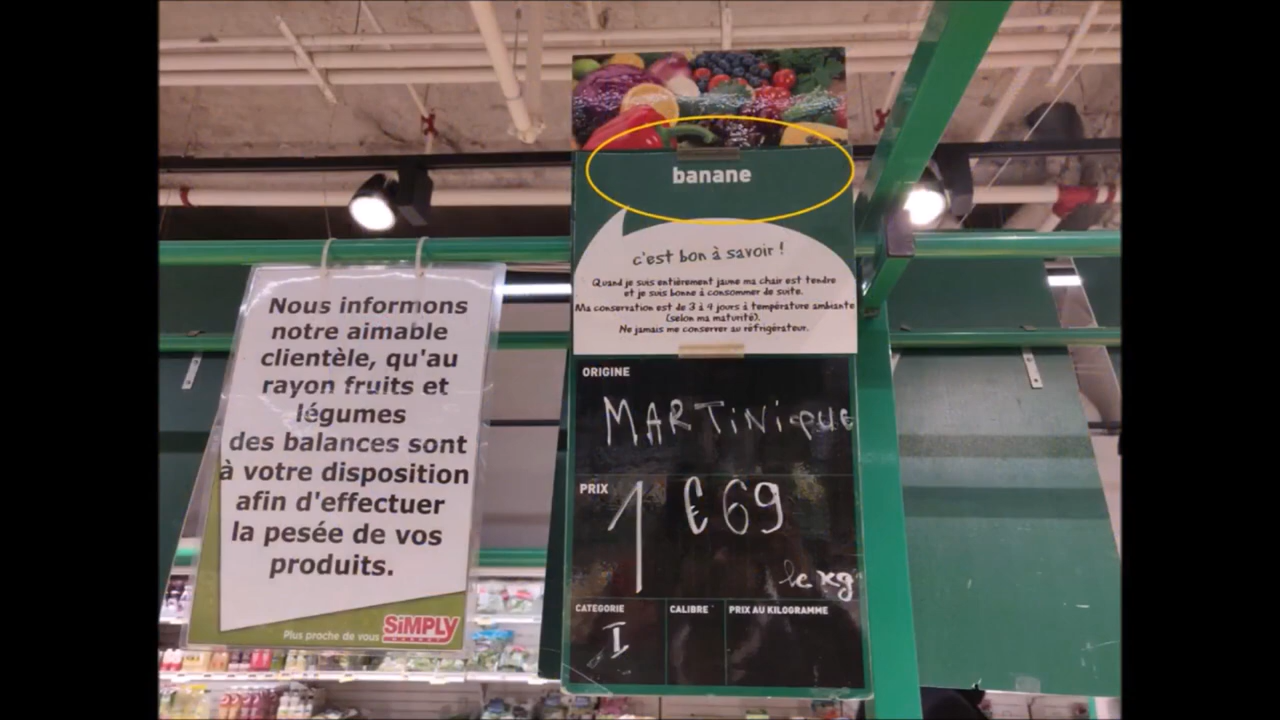 Nous informons
notre aimable
clientèle, qu'au
rayon fruits et
légumes
des balances sont
à votre disposition
afin d'effectuer
la pesée de vos
produits.
Plus proche de vous
SiMPLY
MARKET
banane
c'est bon à savoir !
Quand je suis entièrement jaune ma chair est tendre
et je suis bonne à consommer de suite.
Ma conservation est de 3 à 4 jours à température ambiante
(selon ma maturité).
Ne jamais me conserver au réfrigérateur.
ORIGINE
MARTiNiQUE
PRIX
1 € 69
le kg
CATEGORIE
I
CALIBRE
PRIX AU KILOGRAMME